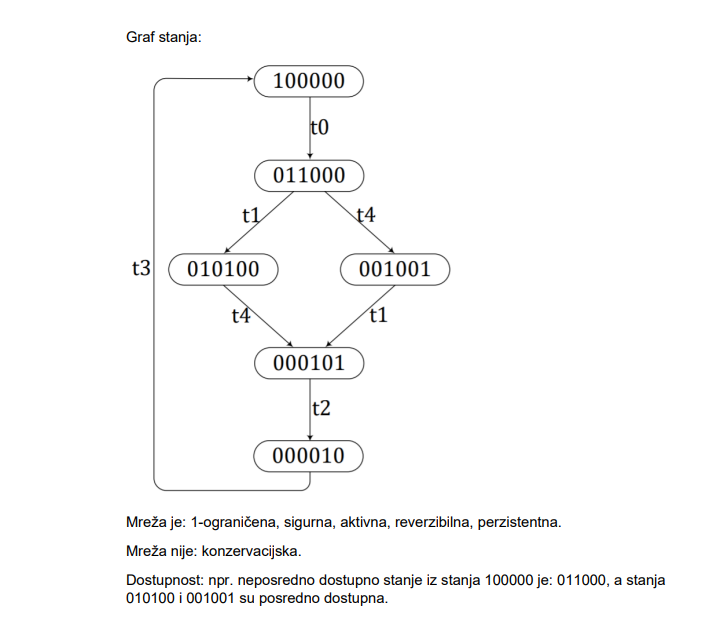 Graf stanja:
100000
t0
011000
t1
t4
t3
010100
001001
t4
t1
000101
t2
000010
Mreža je: 1-ograničena, sigurna, aktivna, reverzibilna, perzistentna.
Mreža nije: konzervacijska.
Dostupnost: npr. neposredno dostupno stanje iz stanja 100000 je: 011000, a stanja
010100 i 001001 su posredno dostupna.